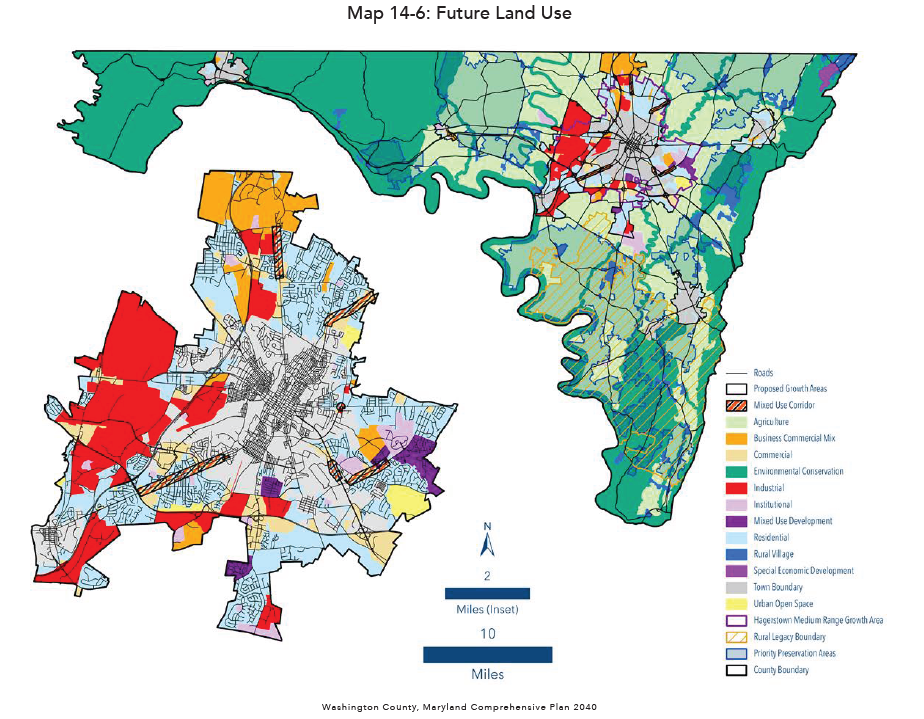 Map 14-6: Future Land Use
Roads
Proposed Growth Areas
Mixed Use Corridor
Agriculture
Business Commercial Mix
Commercial
Environmental Conservation
Industrial
Institutional
Mixed Use Development
Residential
Rural Village
Special Economic Development
Town Boundary
Urban Open Space
Hagerstown Medium Range Growth Area
Rural Legacy Boundary
Priority Preservation Areas
County Boundary
N
2
Miles (Inset)
10
Miles
Washington County, Maryland Comprehensive Plan 2040